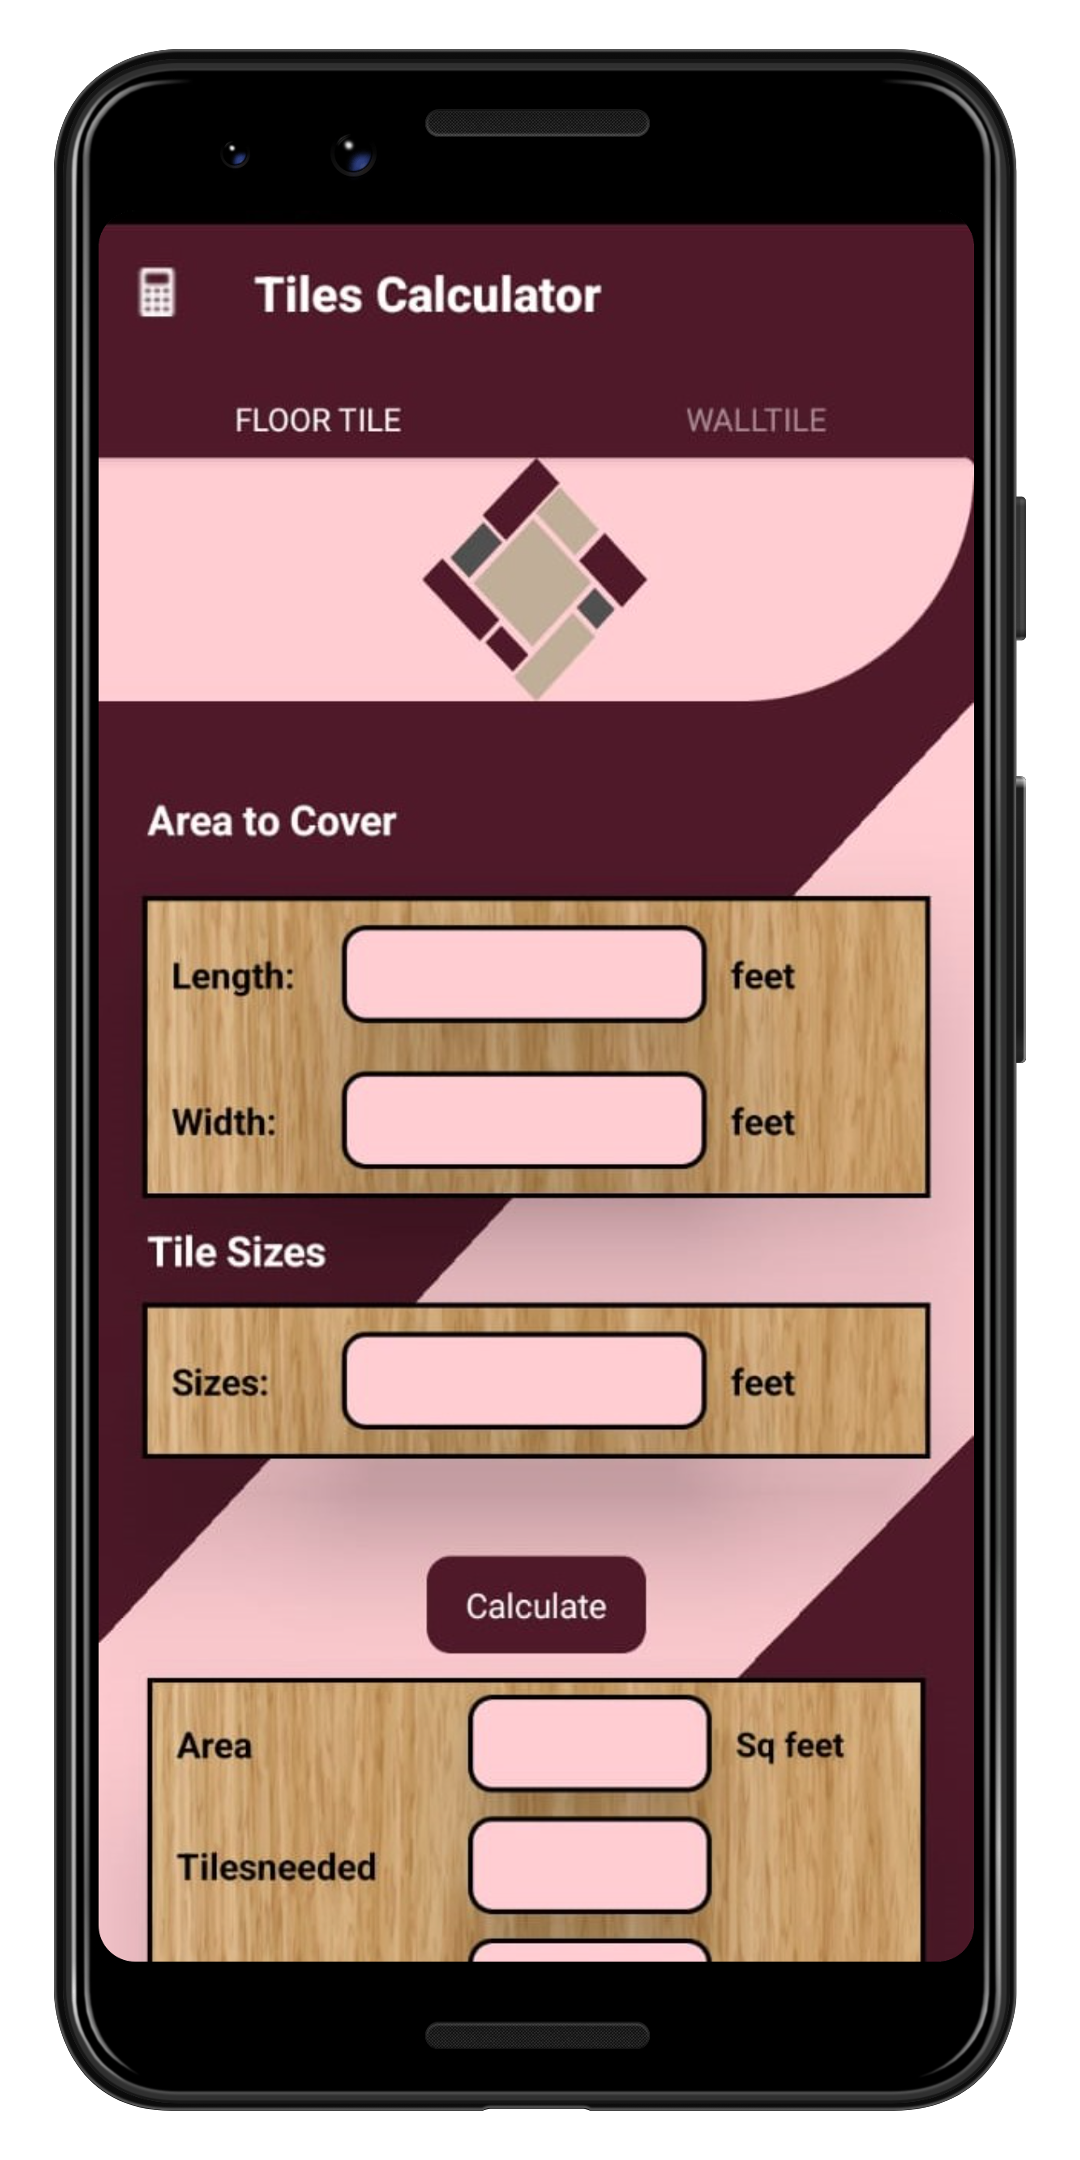 Tiles Calculator
FLOOR TILE WALLTILE
Area to Cover
Length: feet
Width: feet
Tile Sizes
Sizes: feet
Calculate
Area Sq feet
Tilesneeded